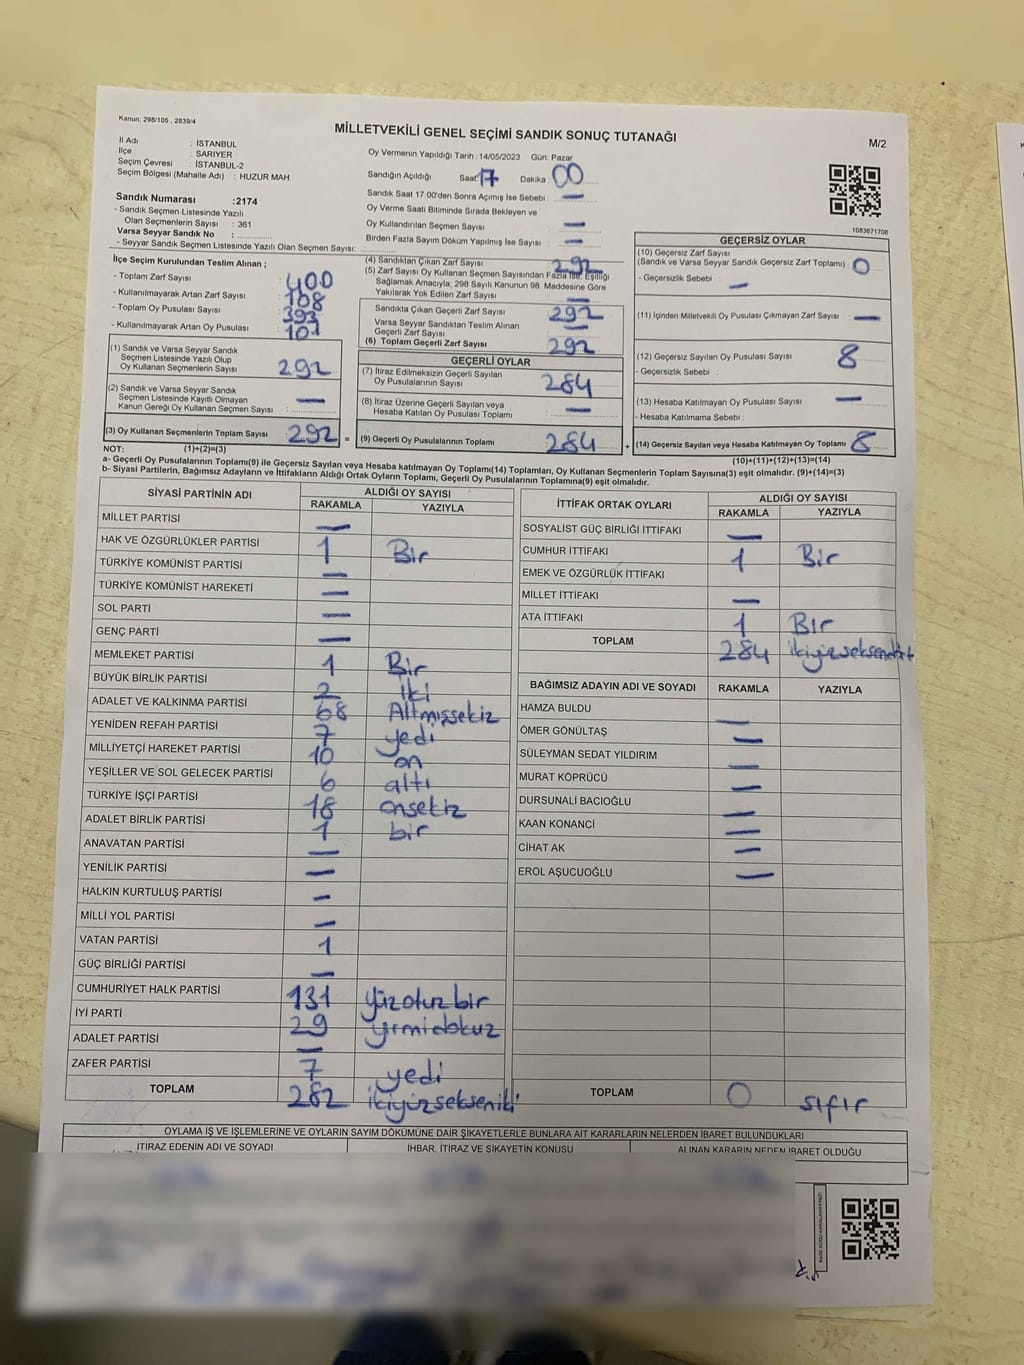 Kanun: 298/105 , 2839/4
MİLLETVEKİLİ GENEL SEÇİMİ SANDIK SONUÇ TUTANAĞI
M/2
İl Adı : İSTANBUL
İlçe : SARIYER
Seçim Çevresi : İSTANBUL-2
Seçim Bölgesi (Mahalle Adı) : HUZUR MAH.
Oy Vermenin Yapıldığı Tarih :14/05/2023 Gün: Pazar
Sandığın Açıldığı Saat 17 Dakika 00
Sandık Saat 17:00'den Sonra Açımış İse Sebebi : —
Oy Verme Saati Bitiminde Sırada Bekleyen ve
Oy Kullandırılan Seçmen Sayısı : —
Birden Fazla Sayım Döküm Yapılmış İse Sayısı : —
1083671708
Sandık Numarası :2174
- Sandık Seçmen Listesinde Yazılı
Olan Seçmenlerin Sayısı : 361
Varsa Seyyar Sandık No :
- Seyyar Sandık Seçmen Listesinde Yazılı Olan Seçmen Sayısı:
İlçe Seçim Kurulundan Teslim Alınan ;
- Toplam Zarf Sayısı : 400
- Kullanılmayarak Artan Zarf Sayısı : 108
- Toplam Oy Pusulası Sayısı : 393
- Kullanılmayarak Artan Oy Pusulası : 101
(1) Sandık ve Varsa Seyyar Sandık
Seçmen Listesinde Yazılı Olup
Oy Kullanan Seçmenlerin Sayısı : 292
(2) Sandık ve Varsa Seyyar Sandık
Seçmen Listesinde Kayıtlı Olmayan
Kanun Gereği Oy Kullanan Seçmen Sayısı : —
(3) Oy Kullanan Seçmenlerin Toplam Sayısı : 292 =
(4) Sandıktan Çıkan Zarf Sayısı : 292
(5) Zarf Sayısı Oy Kullanan Seçmen Sayısından Fazla İse, Eşitliği
Sağlamak Amacıyla; 298 Sayılı Kanunun 98. Maddesine Göre
Yakılarak Yok Edilen Zarf Sayısı : —
Sandıkta Çıkan Geçerli Zarf Sayısı : 292
Varsa Seyyar Sandıktan Teslim Alınan
Geçerli Zarf Sayısı : —
(6) Toplam Geçerli Zarf Sayısı : 292
GEÇERLİ OYLAR
(7) İtiraz Edilmeksizin Geçerli Sayılan
Oy Pusulalarının Sayısı : 284
(8) İtiraz Üzerine Geçerli Sayılan veya
Hesaba Katılan Oy Pusulası Toplamı : —
(9) Geçerli Oy Pusulalarının Toplamı : 284 +
GEÇERSİZ OYLAR
(10) Geçersiz Zarf Sayısı
(Sandık ve Varsa Seyyar Sandık Geçersiz Zarf Toplamı) : 0
- Geçersizlik Sebebi : —
(11) İçinden Milletvekili Oy Pusulası Çıkmayan Zarf Sayısı : —
(12) Geçersiz Sayılan Oy Pusulası Sayısı : 8
- Geçersizlik Sebebi :
(13) Hesaba Katılmayan Oy Pusulası Sayısı : —
- Hesaba Katılmama Sebebi :
(14) Geçersiz Sayılan veya Hesaba Katılmayan Oy Toplamı : 8
NOT: (1)+(2)=(3) (10)+(11)+(12)+(13)=(14)
a- Geçerli Oy Pusulalarının Toplamı(9) ile Geçersiz Sayılan veya Hesaba katılmayan Oy Toplamı(14) Toplamları, Oy Kullanan Seçmenlerin Toplam Sayısına(3) eşit olmalıdır. (9)+(14)=(3)
b- Siyasi Partilerin, Bağımsız Adayların ve İttifakların Aldığı Ortak Oyların Toplamı, Geçerli Oy Pusulalarının Toplamına(9) eşit olmalıdır.
SİYASİ PARTİNİN ADI ALDIĞI OY SAYISI
RAKAMLA YAZIYLA
MİLLET PARTİSİ —
HAK VE ÖZGÜRLÜKLER PARTİSİ 1 Bir
TÜRKİYE KOMÜNİST PARTİSİ —
TÜRKİYE KOMÜNİST HAREKETİ —
SOL PARTİ —
GENÇ PARTİ —
MEMLEKET PARTİSİ 1 Bir
BÜYÜK BİRLİK PARTİSİ 2 İki
ADALET VE KALKINMA PARTİSİ 68 Altmışsekiz
YENİDEN REFAH PARTİSİ 7 yedi
MİLLİYETÇİ HAREKET PARTİSİ 10 on
YEŞİLLER VE SOL GELECEK PARTİSİ 6 altı
TÜRKİYE İŞÇİ PARTİSİ 18 onsekiz
ADALET BİRLİK PARTİSİ 1 bir
ANAVATAN PARTİSİ —
YENİLİK PARTİSİ —
HALKIN KURTULUŞ PARTİSİ —
MİLLİ YOL PARTİSİ —
VATAN PARTİSİ 1
GÜÇ BİRLİĞİ PARTİSİ —
CUMHURİYET HALK PARTİSİ 131 yüzotuzbir
İYİ PARTİ 29 yirmidokuz
ADALET PARTİSİ —
ZAFER PARTİSİ 7 yedi
TOPLAM 282 ikiyüzsekseniki
İTTİFAK ORTAK OYLARI ALDIĞI OY SAYISI
RAKAMLA YAZIYLA
SOSYALİST GÜÇ BİRLİĞİ İTTİFAKI —
CUMHUR İTTİFAKI 1 Bir
EMEK VE ÖZGÜRLÜK İTTİFAKI
MİLLET İTTİFAKI —
ATA İTTİFAKI 1 Bır
TOPLAM 284 ikiyüzseksendört
BAĞIMSIZ ADAYIN ADI VE SOYADI RAKAMLA YAZIYLA
HAMZA BULDU —
ÖMER GÖNÜLTAŞ —
SÜLEYMAN SEDAT YILDIRIM —
MURAT KÖPRÜCÜ —
DURSUNALİ BACIOĞLU —
KAAN KONANCİ —
CİHAT AK —
EROL AŞUCUOĞLU —
TOPLAM 0 sıfır
OYLAMA İŞ VE İŞLEMLERİNE VE OYLARIN SAYIM DÖKÜMÜNE DAİR ŞİKAYETLERLE BUNLARA AİT KARARLARIN NELERDEN İBARET BULUNDUKLARI
İTİRAZ EDENİN ADI VE SOYADI İHBAR, İTİRAZ VE ŞİKAYETİN KONUSU ALINAN KARARIN NEDEN İBARET OLDUĞU